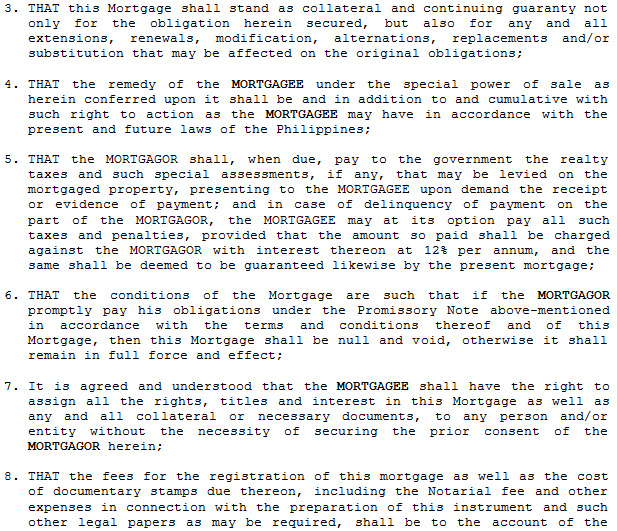 3. THAT this Mortgage shall stand as collateral and continuing guaranty not
only for the obligation herein secured, but also for any and all
extensions, renewals, modification, alternations, replacements and/or
substitution that may be affected on the original obligations;
4. THAT the remedy of the MORTGAGEE under the special power of sale as
herein conferred upon it shall be and in addition to and cumulative with
such right to action as the MORTGAGEE may have in accordance with the
present and future laws of the Philippines;
5. THAT the MORTGAGOR shall, when due, pay to the government the realty
taxes and such special assessments, if any, that may be levied on the
mortgaged property, presenting to the MORTGAGEE upon demand the receipt
or evidence of payment; and in case of delinquency of payment on the
part of the MORTGAGOR, the MORTGAGEE may at its option pay all such
taxes and penalties, provided that the amount so paid shall be charged
against the MORTGAGOR with interest thereon at 12% per annum, and the
same shall be deemed to be guaranteed likewise by the present mortgage;
6. THAT the conditions of the Mortgage are such that if the MORTGAGOR
promptly pay his obligations under the Promissory Note above-mentioned
in accordance with the terms and conditions thereof and of this
Mortgage, then this Mortgage shall be null and void, otherwise it shall
remain in full force and effect;
7. It is agreed and understood that the MORTGAGEE shall have the right to
assign all the rights, titles and interest in this Mortgage as well as
any and all collateral or necessary documents, to any person and/or
entity without the necessity of securing the prior consent of the
MORTGAGOR herein;
8. THAT the fees for the registration of this mortgage as well as the cost
of documentary stamps due thereon, including the Notarial fee and other
expenses in connection with the preparation of this instrument and such
other legal papers as may be required, shall be to the account of the